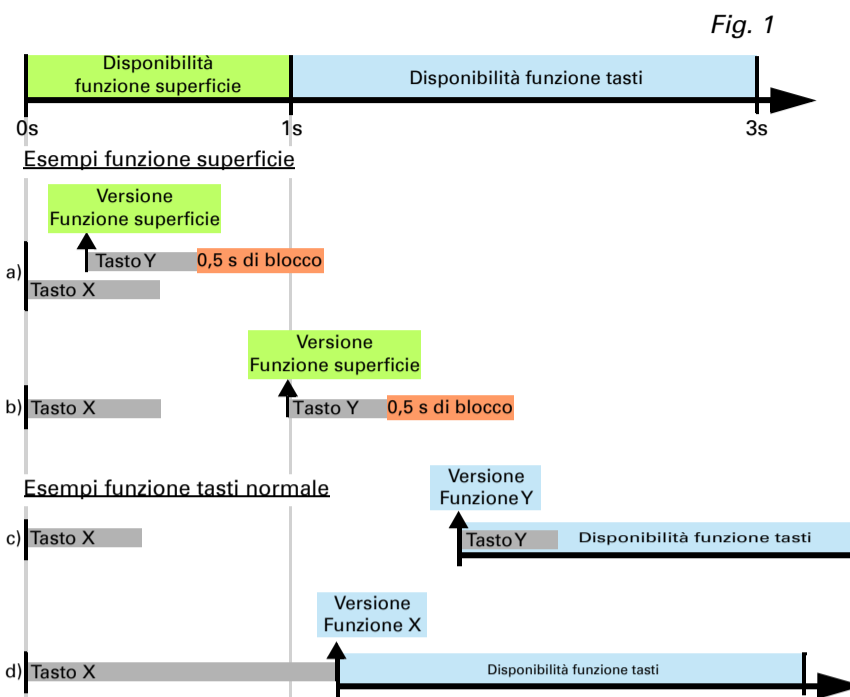 Fig. 1
Disponibilità
funzione superficie
Disponibilità funzione tasti
0s
1s
3s
Esempi funzione superficie
Versione
Funzione superficie
a)
Tasto Y
0,5 s di blocco
Tasto X
Versione
Funzione superficie
b)
Tasto X
Tasto Y
0,5 s di blocco
Esempi funzione tasti normale
Versione
Funzione Y
c)
Tasto X
Tasto Y
Disponibilità funzione tasti
Versione
Funzione X
d)
Tasto X
Disponibilità funzione tasti